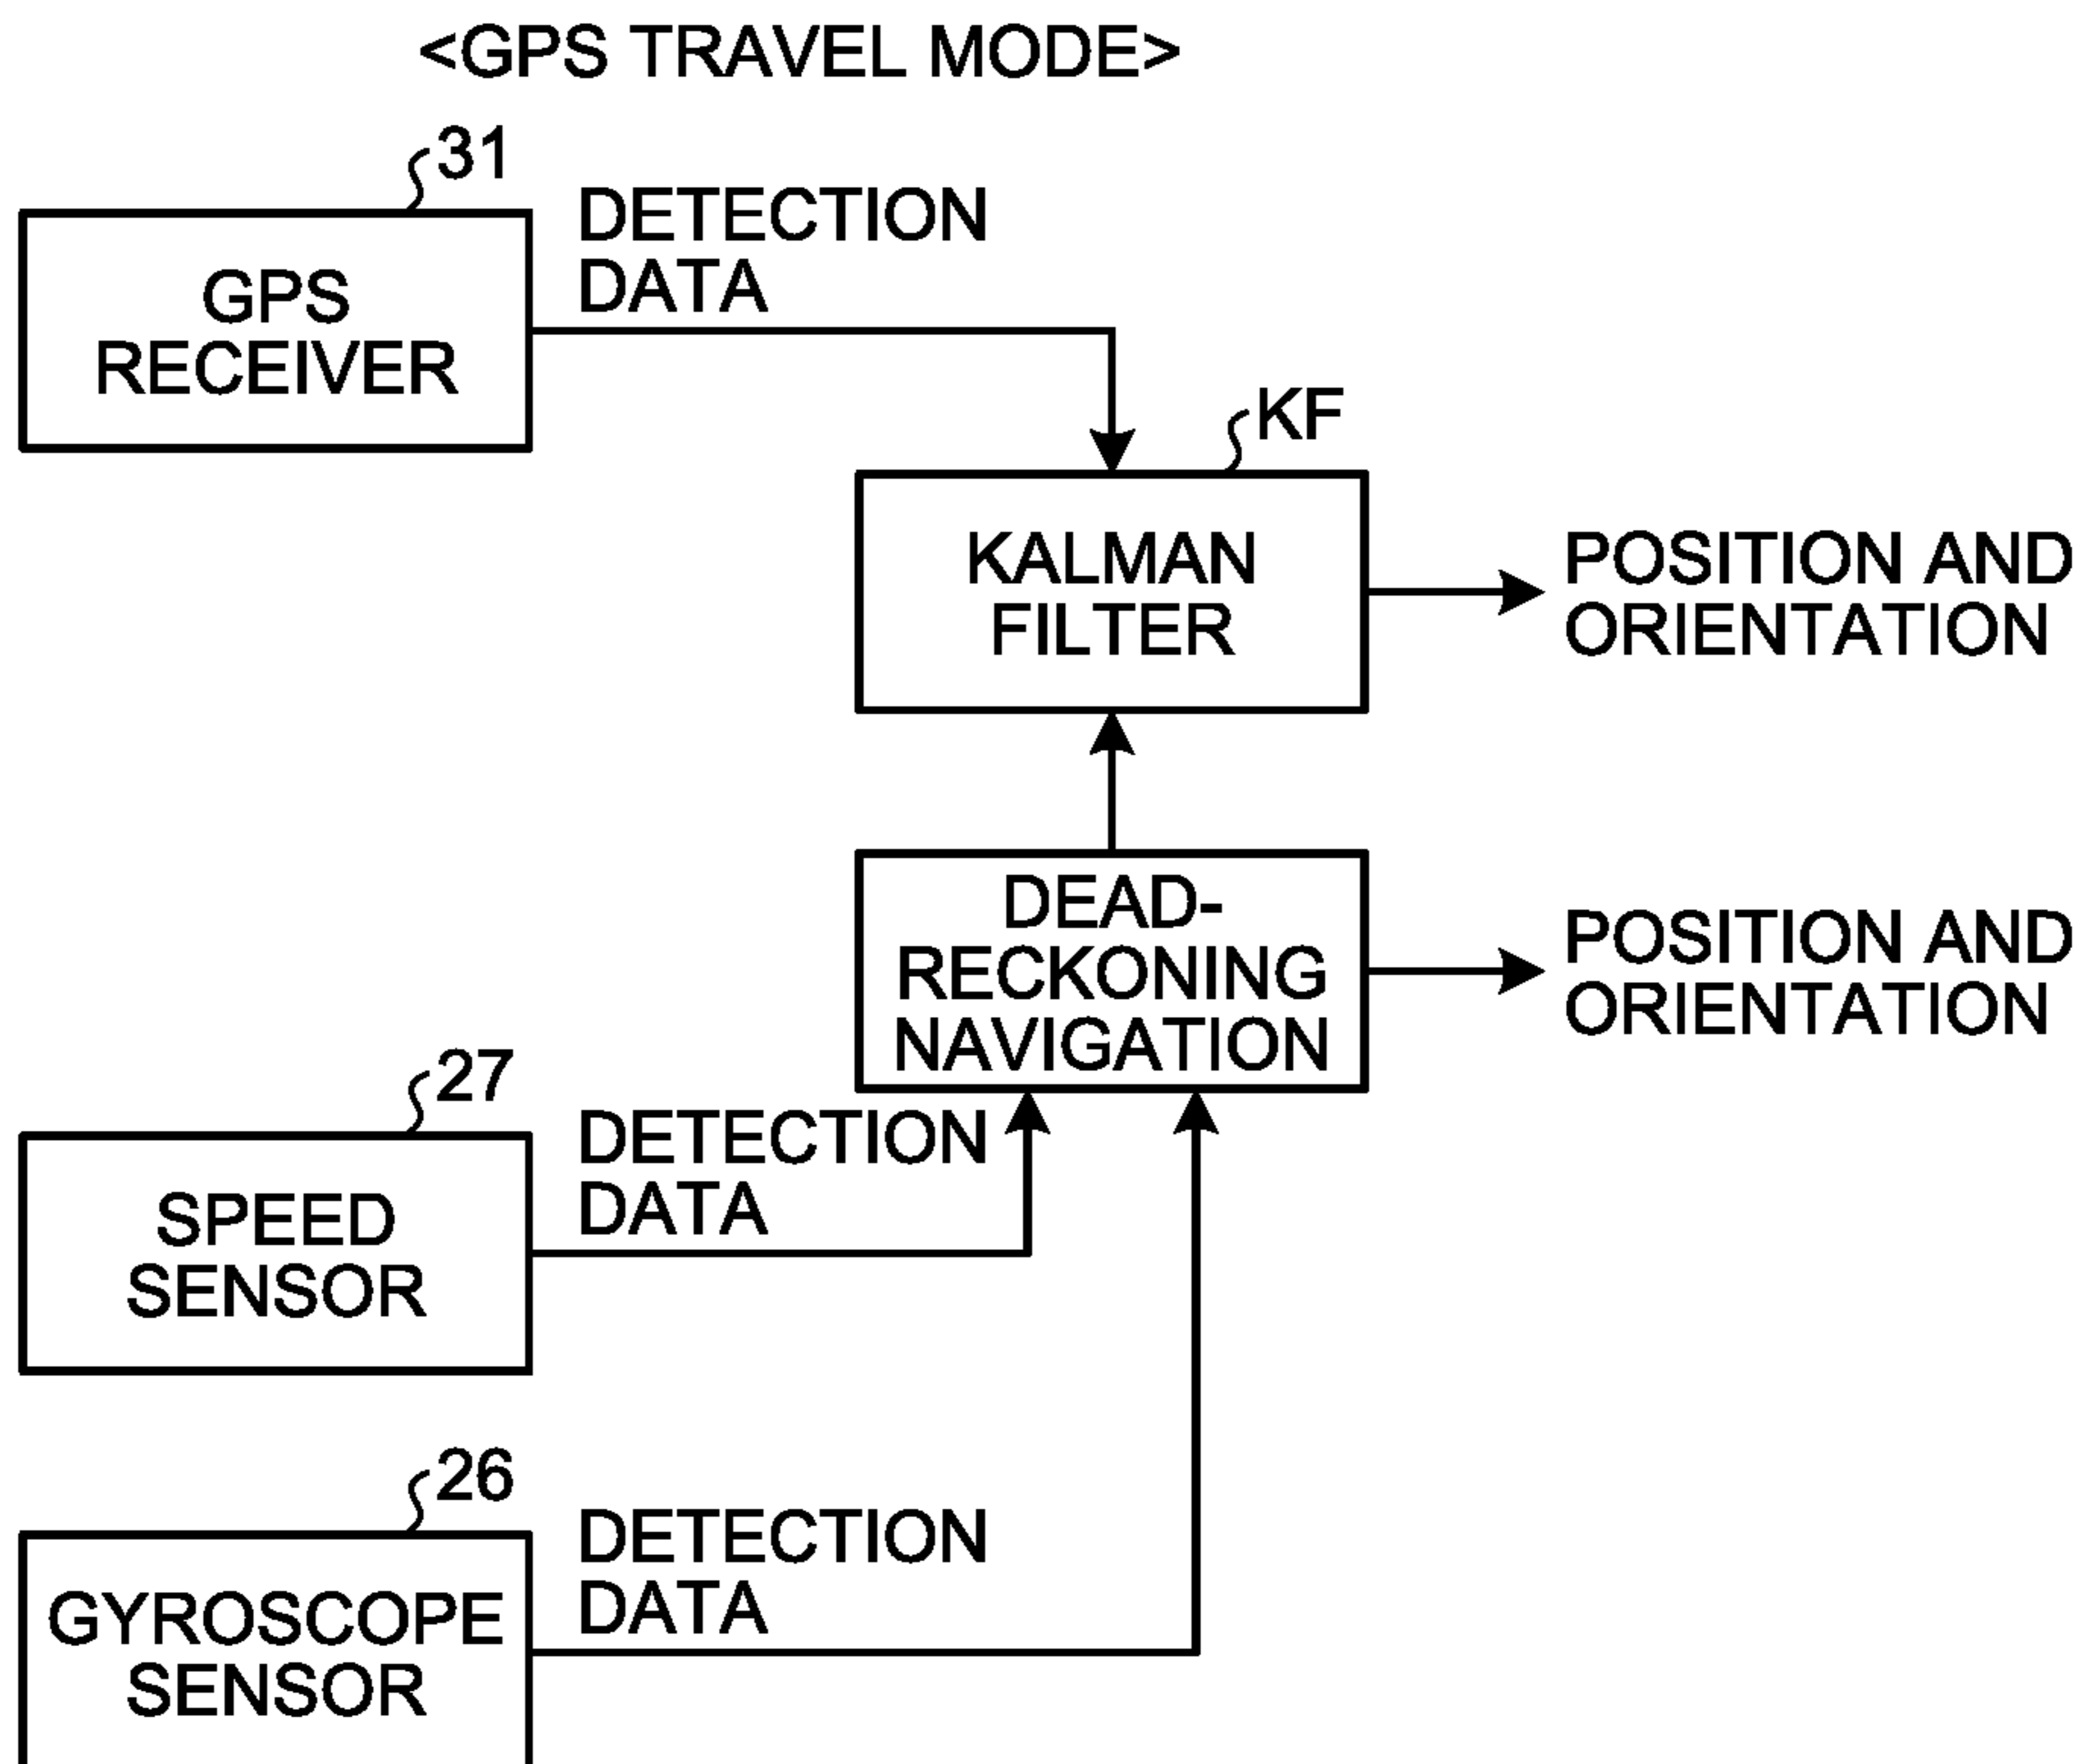 <GPS TRAVEL MODE>
31
GPS
RECEIVER
DETECTION
DATA
KF
KALMAN
FILTER
POSITION AND
ORIENTATION
DEAD-
RECKONING
NAVIGATION
POSITION AND
ORIENTATION
27
SPEED
SENSOR
DETECTION
DATA
26
GYROSCOPE
SENSOR
DETECTION
DATA